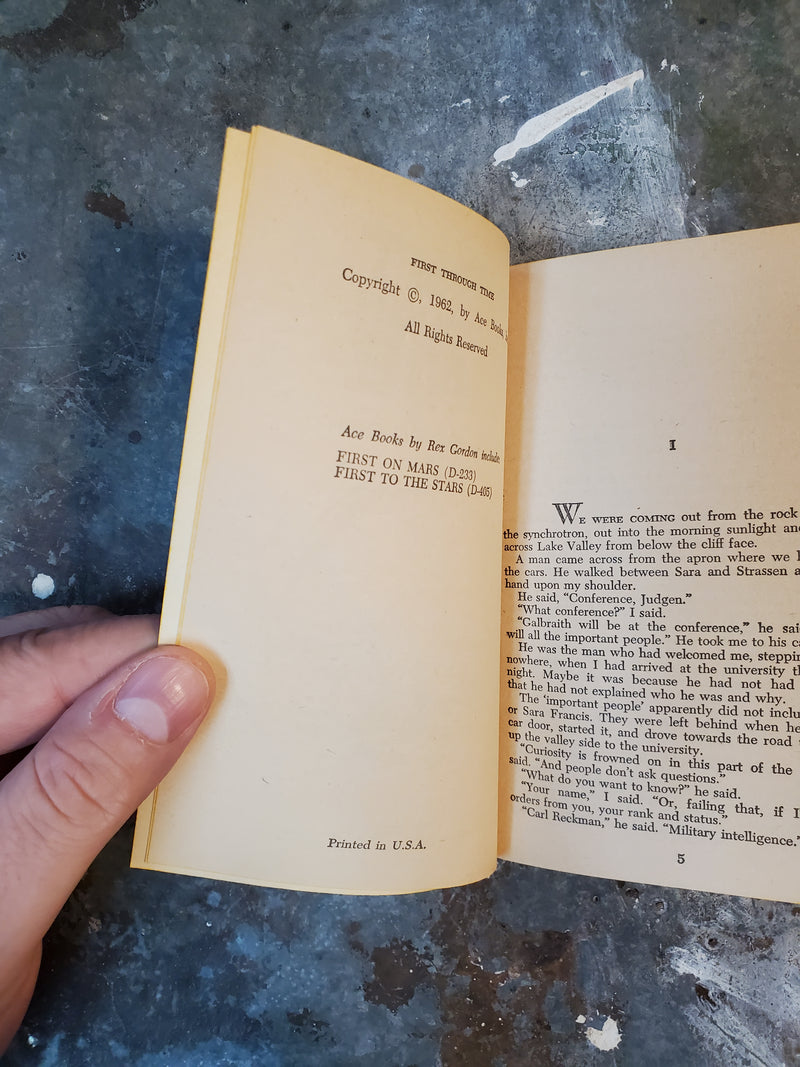 FIRST THROUGH TIME
Copyright ©, 1962, by Ace Books,
All Rights Reserved
Ace Books by Rex Gordon include:
FIRST ON MARS (D-233)
FIRST TO THE STARS (D-405)
Printed in U.S.A.
I
WE WERE COMING out from the rock
the synchrotron, out into the morning sunlight and
across Lake Valley from below the cliff face.
A man came across from the apron where we
the cars. He walked between Sara and Strassen
hand upon my shoulder.
He said, “Conference, Judgen.”
“What conference?” I said.
“Galbraith will be at the conference,” he said
will all the important people.” He took me to his
He was the man who had welcomed me,
nowhere, when I had arrived at the university
night. Maybe it was because he had not had
that he had not explained who he was and why.
The ‘important people’ apparently did not
or Sara Francis. They were left behind when he
car door, started it, and drove towards the road
up the valley side to the university.
“Curiosity is frowned on in this part of the
said. “And people don’t ask questions.”
“What do you want to know?” he said.
“Your name,” I said. “Or, failing that, if I
orders from you, your rank and status.”
“Carl Reckman,” he said. “Military intelligence.”
5